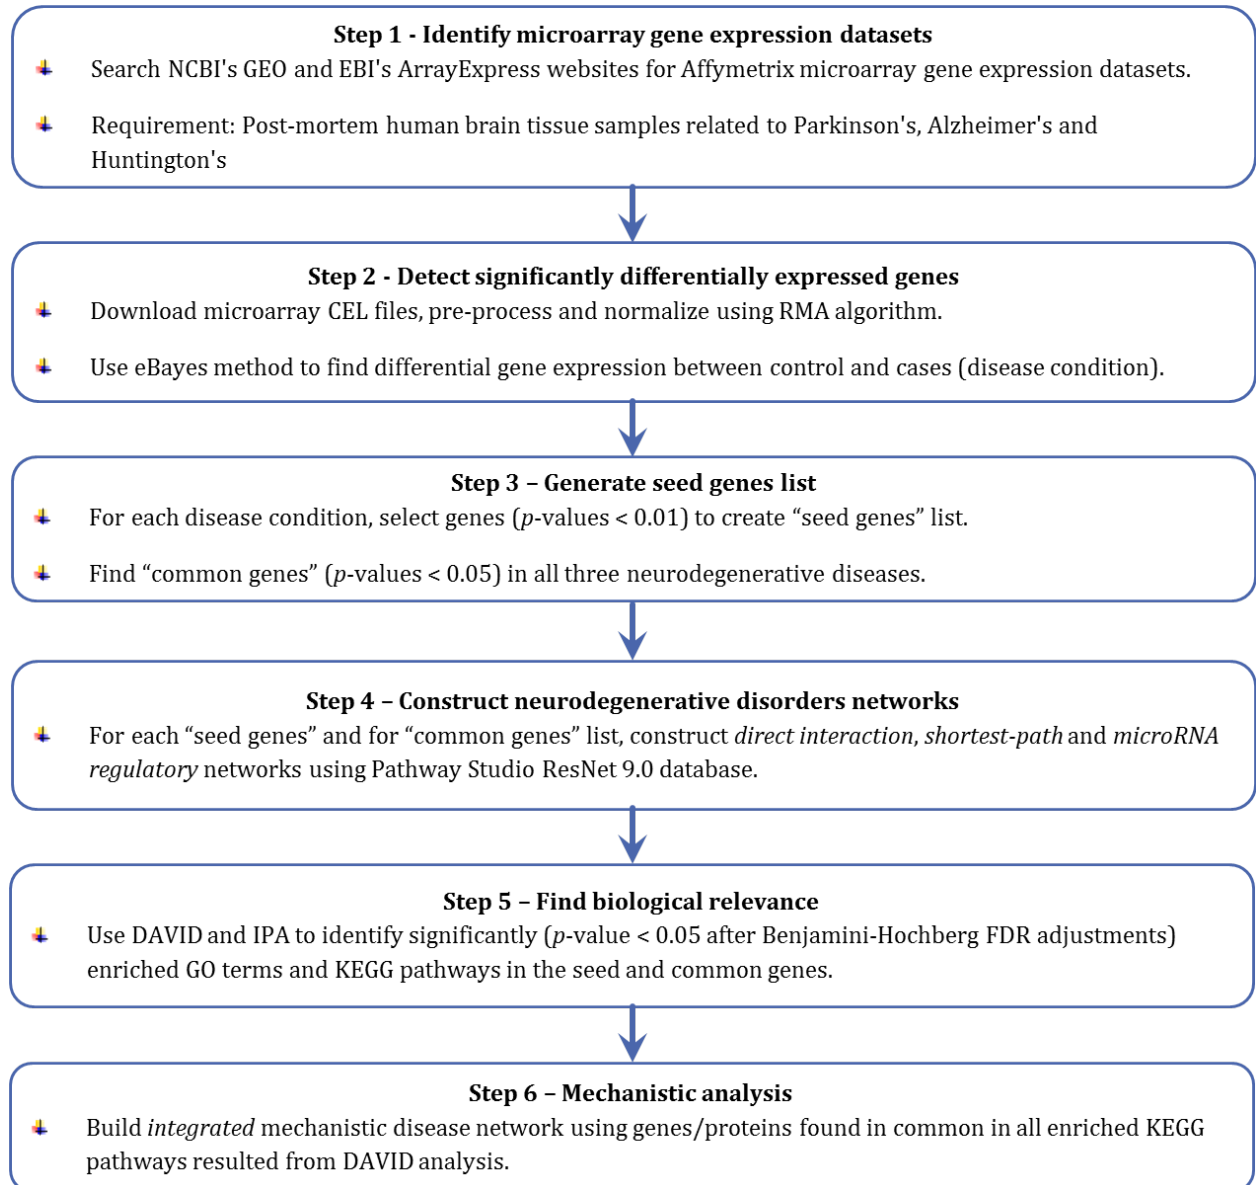 Step 1 - Identify microarray gene expression datasets
Search NCBI's GEO and EBI's ArrayExpress websites for Affymetrix microarray gene expression datasets.
Requirement: Post-mortem human brain tissue samples related to Parkinson's, Alzheimer's and
Huntington's
Step 2 - Detect significantly differentially expressed genes
Download microarray CEL files, pre-process and normalize using RMA algorithm.
Use eBayes method to find differential gene expression between control and cases (disease condition).
Step 3 – Generate seed genes list
For each disease condition, select genes (p-values < 0.01) to create “seed genes” list.
Find “common genes” (p-values < 0.05) in all three neurodegenerative diseases.
Step 4 – Construct neurodegenerative disorders networks
For each “seed genes” and for “common genes” list, construct direct interaction, shortest-path and microRNA
regulatory networks using Pathway Studio ResNet 9.0 database.
Step 5 – Find biological relevance
Use DAVID and IPA to identify significantly (p-value < 0.05 after Benjamini-Hochberg FDR adjustments)
enriched GO terms and KEGG pathways in the seed and common genes.
Step 6 – Mechanistic analysis
Build integrated mechanistic disease network using genes/proteins found in common in all enriched KEGG
pathways resulted from DAVID analysis.